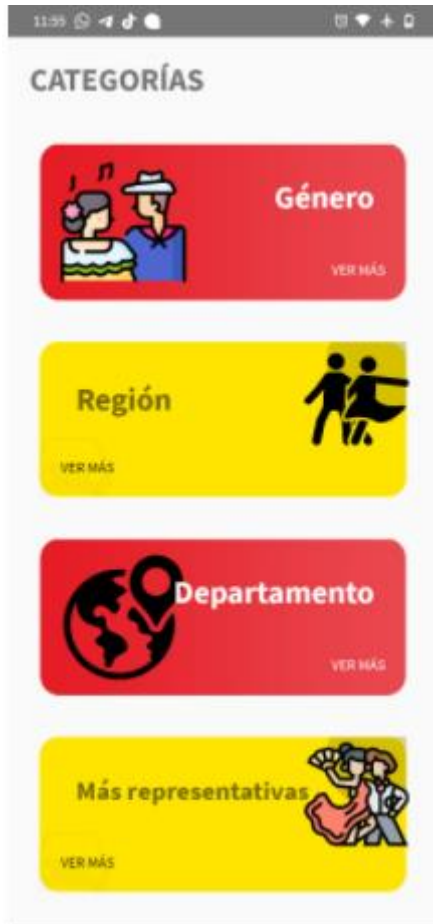 11:55
CATEGORÍAS
Género
VER MÁS
Región
VER MÁS
Departamento
VER MÁS
Más representativas
VER MÁS